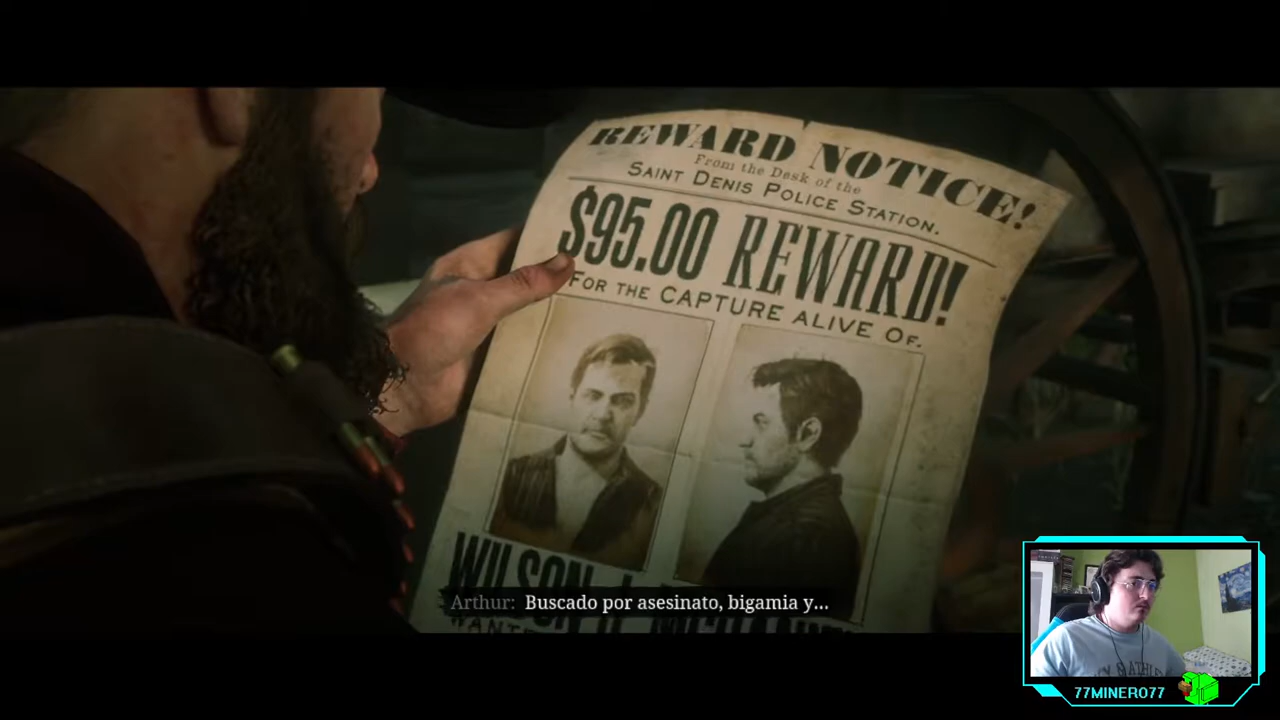 REWARD NOTICE!
From the Desk of the
SAINT DENIS POLICE STATION.
$95.00 REWARD!
FOR THE CAPTURE ALIVE OF.
WILSON J.
Arthur: Buscado por asesinato, bigamia y...
77MINERO77